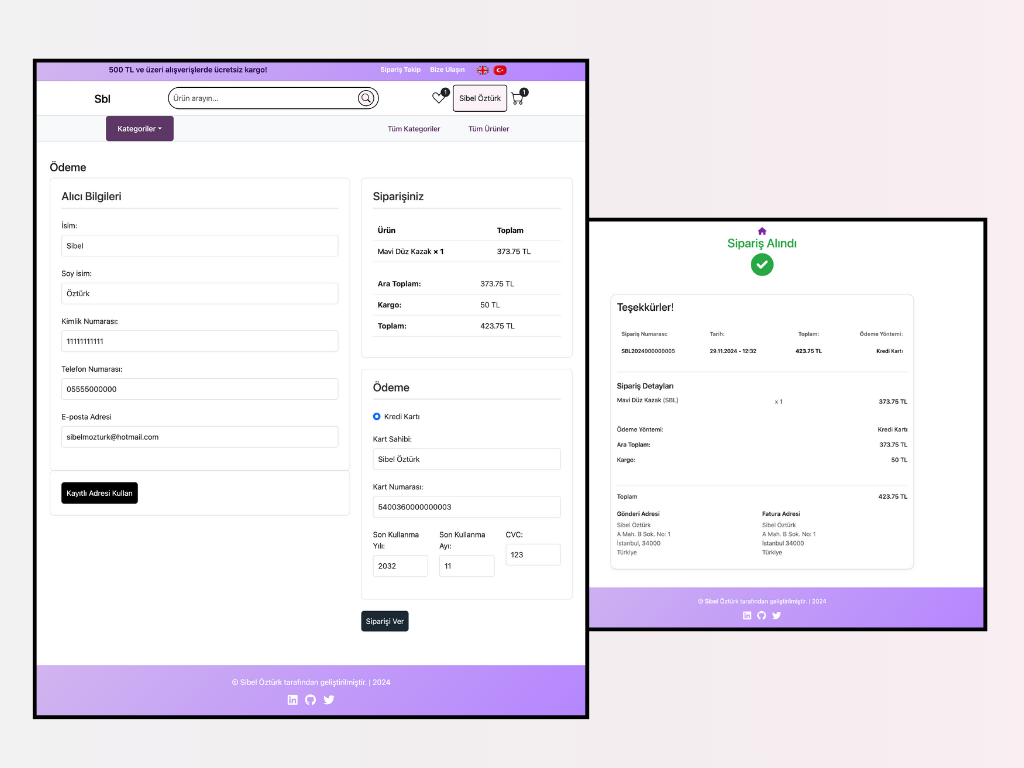 500 TL ve üzeri alışverişlerde ücretsiz kargo!
Sipariş Takip Bize Ulaşın
Sbl
Ürün arayın...
1
Sibel Öztürk
1
Kategoriler
Tüm Kategoriler Tüm Ürünler
Ödeme
Alıcı Bilgileri
İsim:
Sibel
Soy isim:
Öztürk
Kimlik Numarası:
11111111111
Telefon Numarası:
05555000000
E-posta Adresi
sibelmozturk@hotmail.com
Kayıtlı Adresi Kullan
Siparişiniz
Ürün Toplam
Mavi Düz Kazak × 1 373.75 TL
Ara Toplam: 373.75 TL
Kargo: 50 TL
Toplam: 423.75 TL
Ödeme
Kredi Kartı
Kart Sahibi:
Sibel Öztürk
Kart Numarası:
5400360000000003
Son Kullanma Yılı:
2032
Son Kullanma Ayı:
11
CVC:
123
Siparişi Ver
© Sibel Öztürk tarafından geliştirilmiştir. | 2024
Sipariş Alındı
Teşekkürler!
Sipariş Numarası: Tarih: Toplam: Ödeme Yöntemi:
SBL2024000000005 29.11.2024 - 12:32 423.75 TL Kredi Kartı
Sipariş Detayları
Mavi Düz Kazak (SBL) x 1 373.75 TL
Ödeme Yöntemi: Kredi Kartı
Ara Toplam: 373.75 TL
Kargo: 50 TL
Toplam 423.75 TL
Gönderi Adresi
Sibel Öztürk
A Mah. B Sok. No: 1
İstanbul, 34000
Türkiye
Fatura Adresi
Sibel Öztürk
A Mah. B Sok. No: 1
İstanbul 34000
Türkiye
© Sibel Öztürk tarafından geliştirilmiştir. | 2024